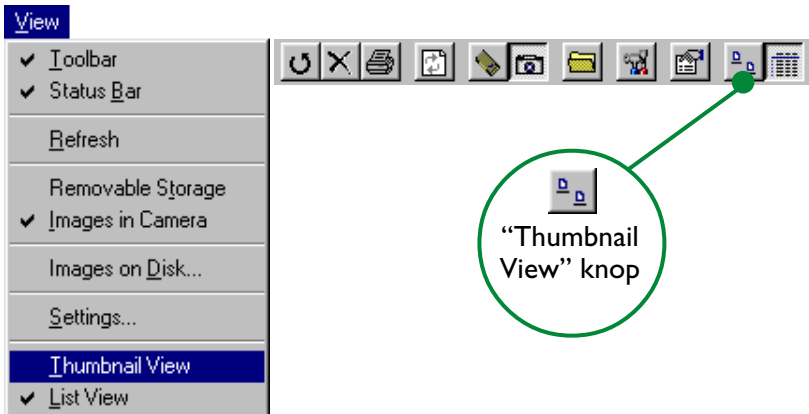 View
Toolbar
Status Bar
Refresh
Removable Storage
Images in Camera
Images on Disk...
Settings...
Thumbnail View
List View
“Thumbnail
View” knop